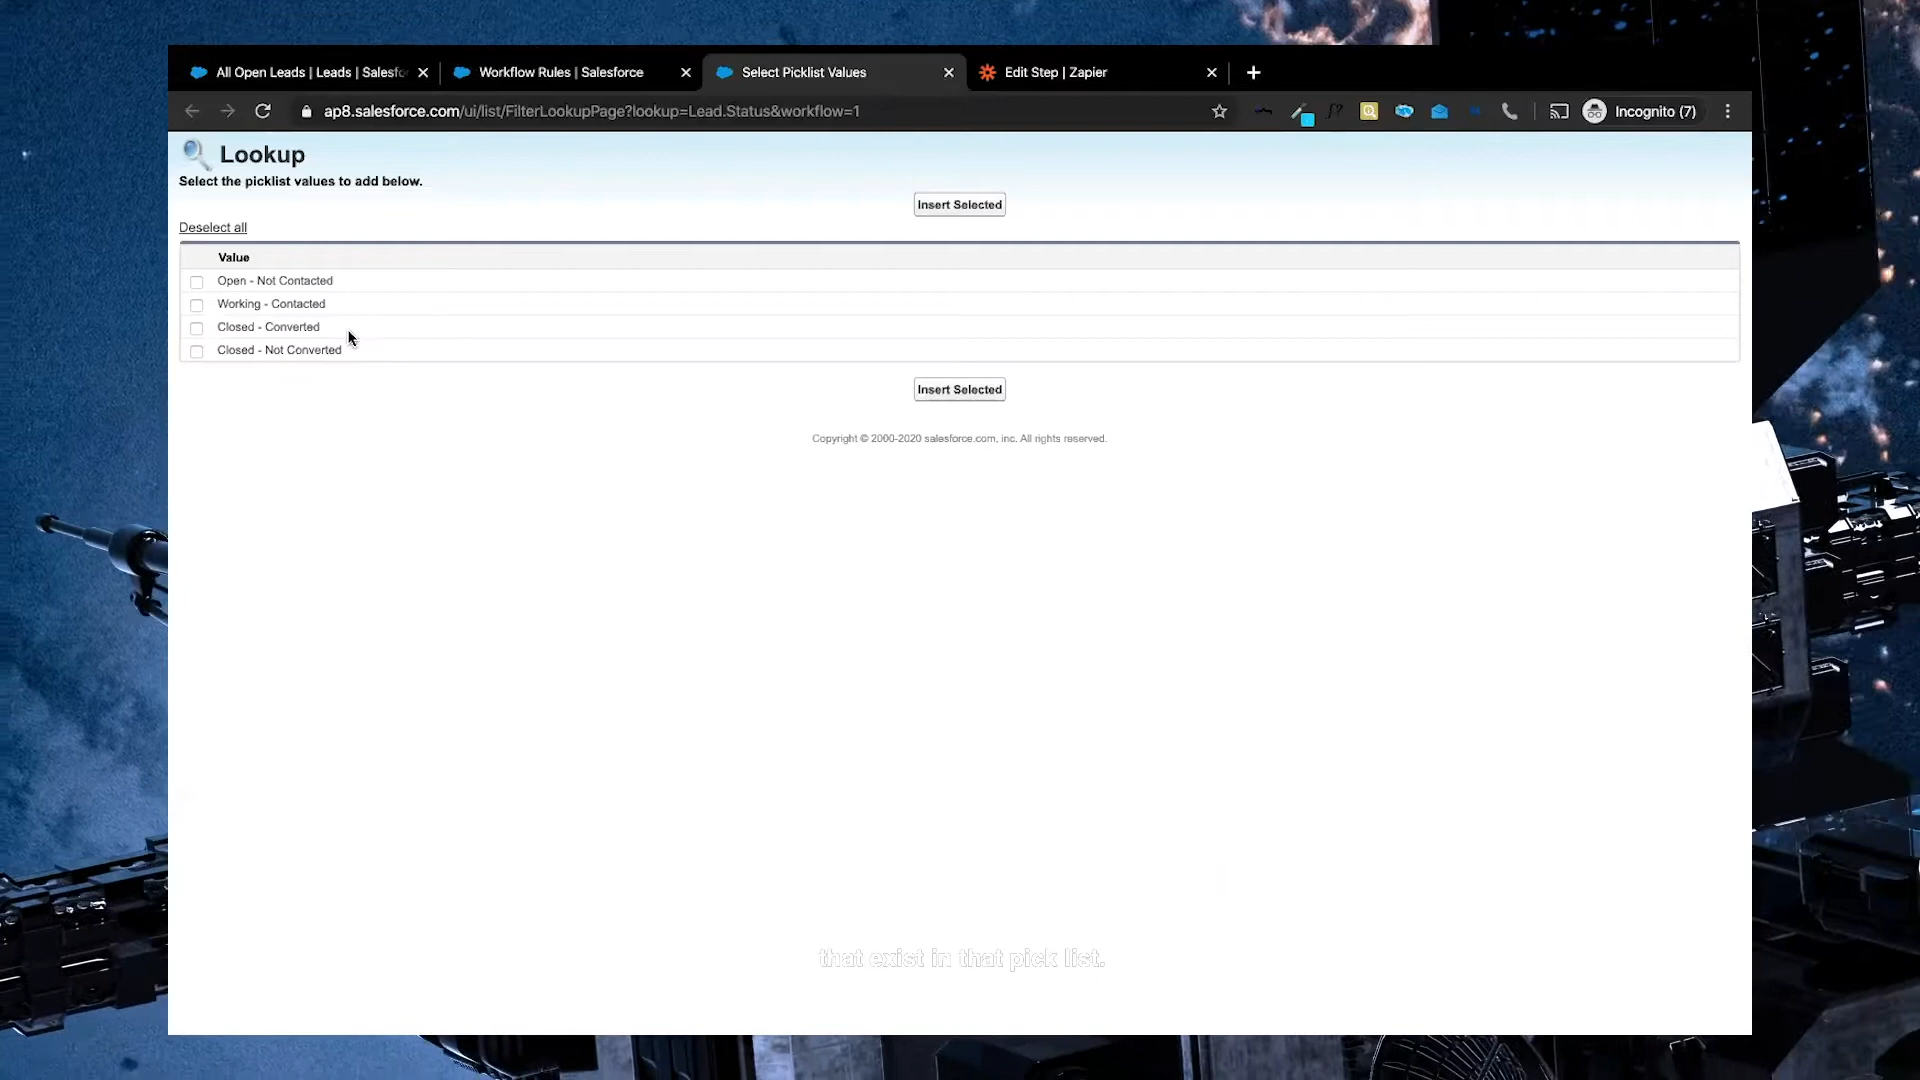 All Open Leads | Leads | Salesfo
Workflow Rules | Salesforce
Select Picklist Values
Edit Step | Zapier
ap8.salesforce.com/ui/list/FilterLookupPage?lookup=Lead.Status&workflow=1
Incognito (7)
Lookup
Select the picklist values to add below.
Insert Selected
Deselect all
Value
Open - Not Contacted
Working - Contacted
Closed - Converted
Closed - Not Converted
Insert Selected
Copyright © 2000-2020 salesforce.com, inc. All rights reserved.
that exist in that pick list.